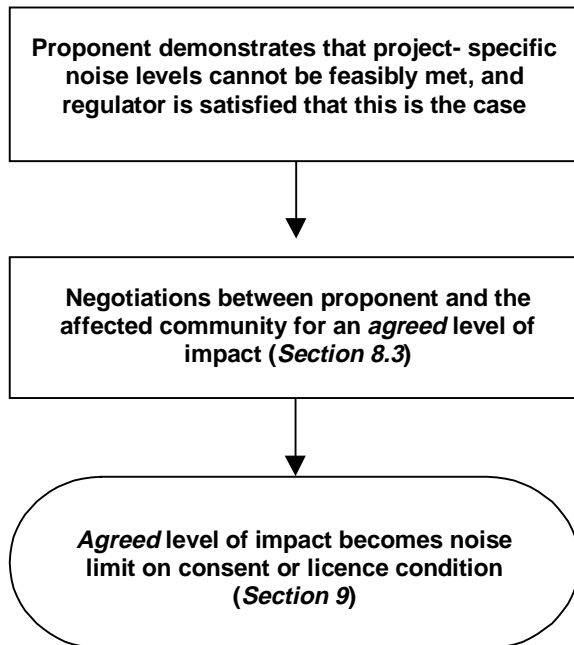 Proponent demonstrates that project- specific
noise levels cannot be feasibly met, and
regulator is satisfied that this is the case
Negotiations between proponent and the
affected community for an agreed level of
impact (Section 8.3)
Agreed level of impact becomes noise
limit on consent or licence condition
(Section 9)